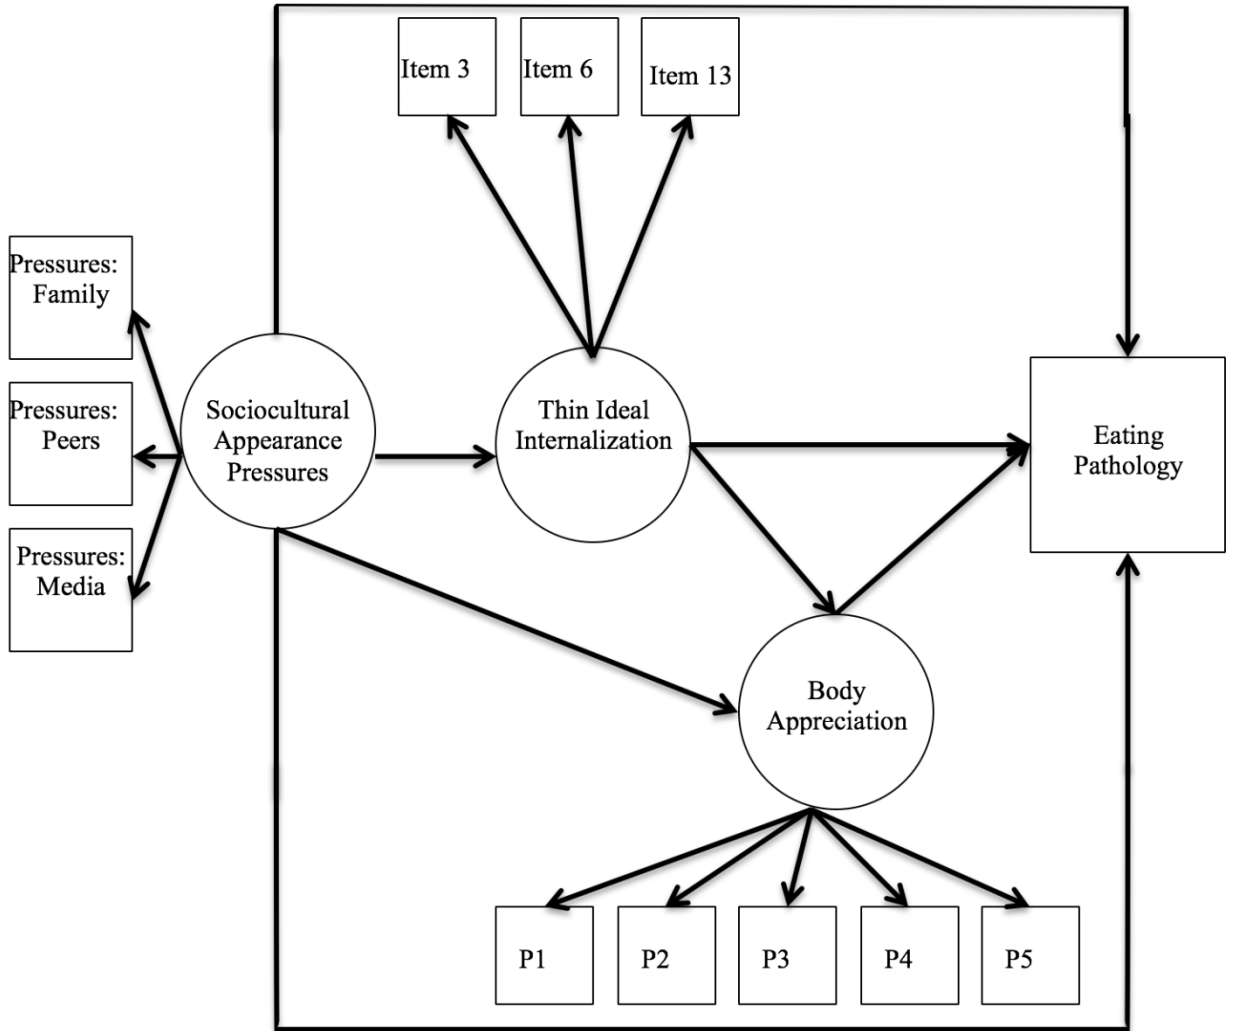 Item 3
Item 6
Item 13
Pressures:
Family
Pressures:
Peers
Pressures:
Media
Sociocultural
Appearance
Pressures
Thin Ideal
Internalization
Eating
Pathology
Body
Appreciation
P1
P2
P3
P4
P5